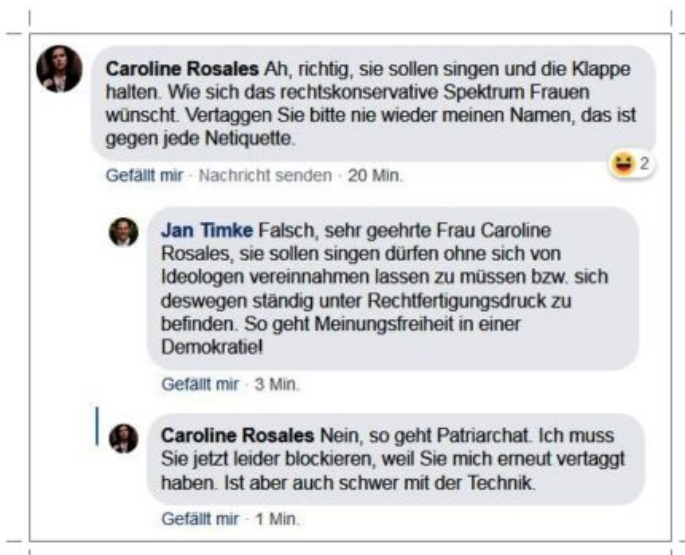 Caroline Rosales Ah, richtig, sie sollen singen und die Klappe
halten. Wie sich das rechtskonservative Spektrum Frauen
wünscht. Vertaggen Sie bitte nie wieder meinen Namen, das ist
gegen jede Netiquette.
2
Gefällt mir · Nachricht senden · 20 Min.
Jan Timke Falsch, sehr geehrte Frau Caroline
Rosales, sie sollen singen dürfen ohne sich von
Ideologen vereinnahmen lassen zu müssen bzw. sich
deswegen ständig unter Rechtfertigungsdruck zu
befinden. So geht Meinungsfreiheit in einer
Demokratie!
Gefällt mir · 3 Min.
Caroline Rosales Nein, so geht Patriarchat. Ich muss
Sie jetzt leider blockieren, weil Sie mich erneut vertaggt
haben. Ist aber auch schwer mit der Technik.
Gefällt mir · 1 Min.